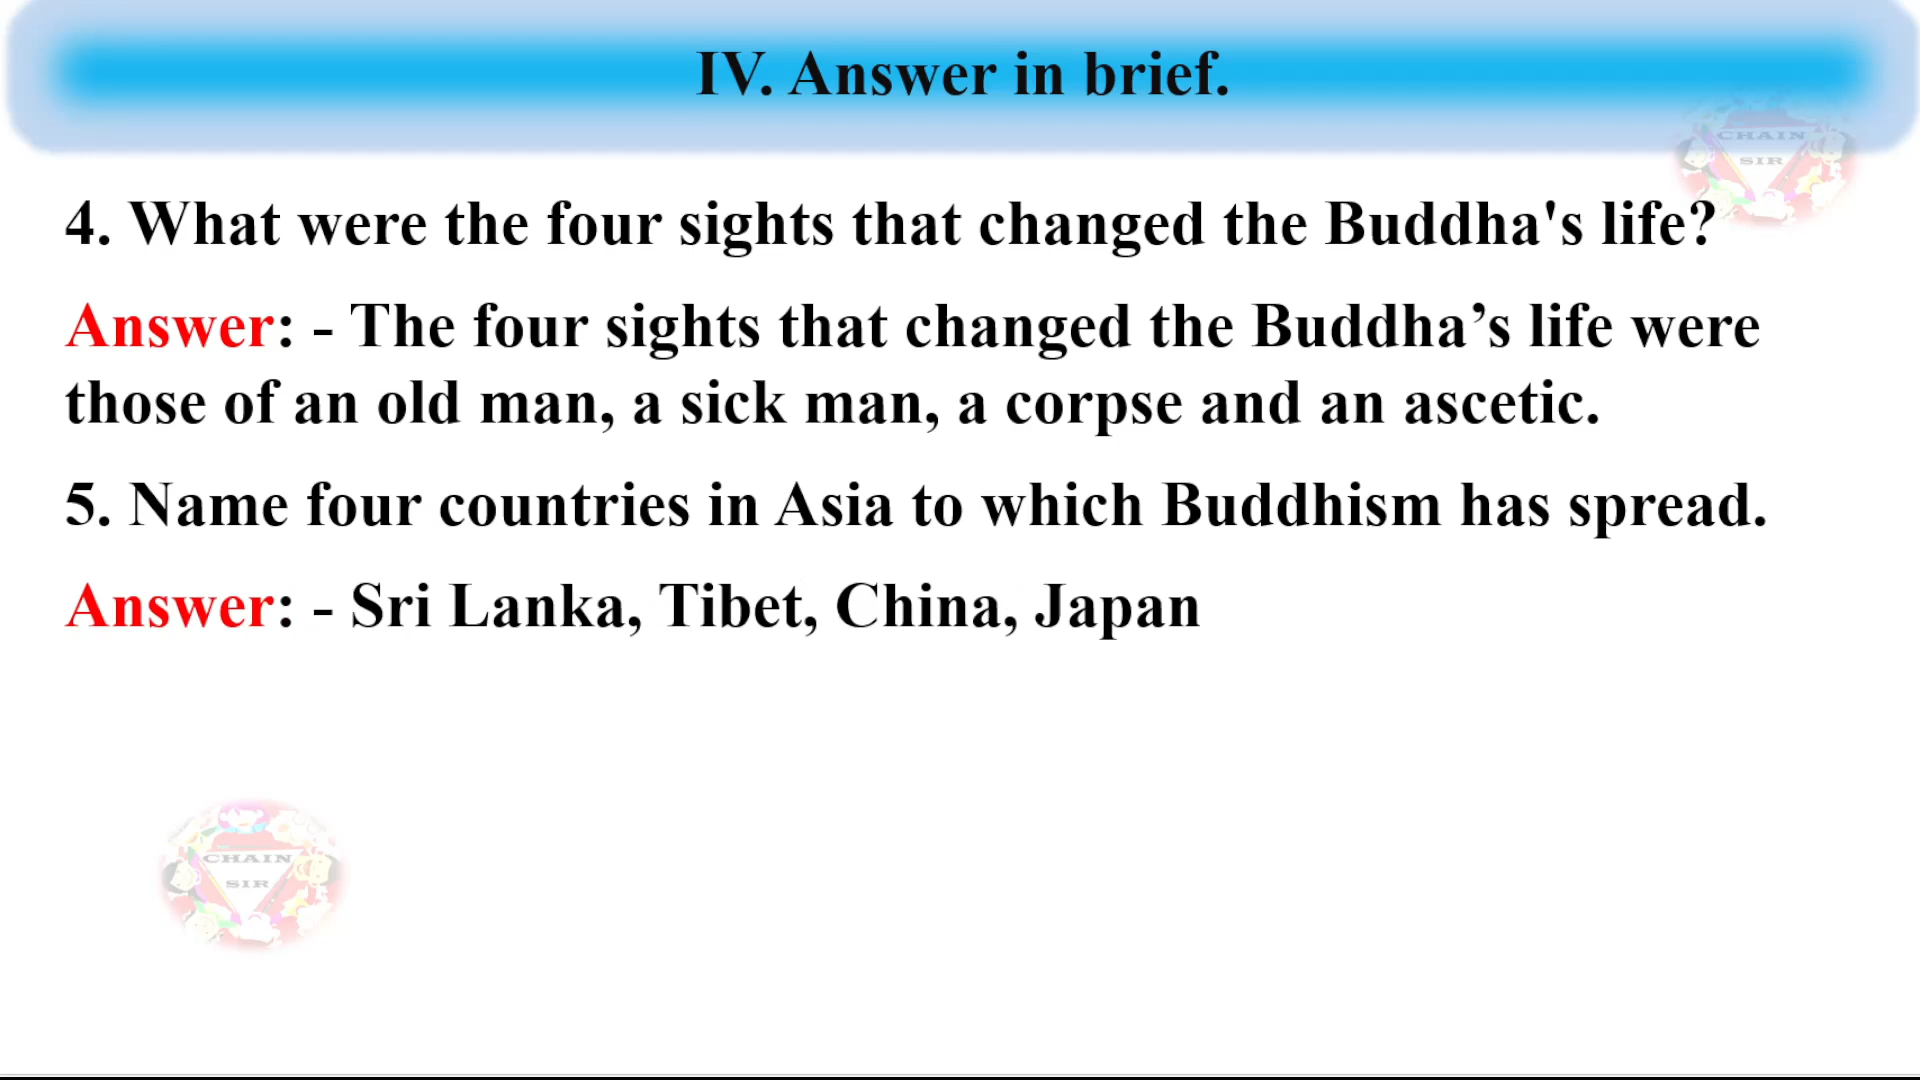 IV. Answer in brief.
CHAIN
SIR
4. What were the four sights that changed the Buddha's life?
Answer: - The four sights that changed the Buddha’s life were
those of an old man, a sick man, a corpse and an ascetic.
5. Name four countries in Asia to which Buddhism has spread.
Answer: - Sri Lanka, Tibet, China, Japan
CHAIN
SIR